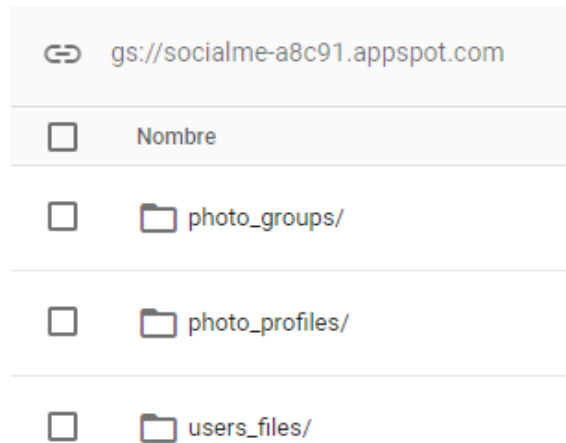 gs://socialme-a8c91.appspot.com
Nombre
photo_groups/
photo_profiles/
users_files/